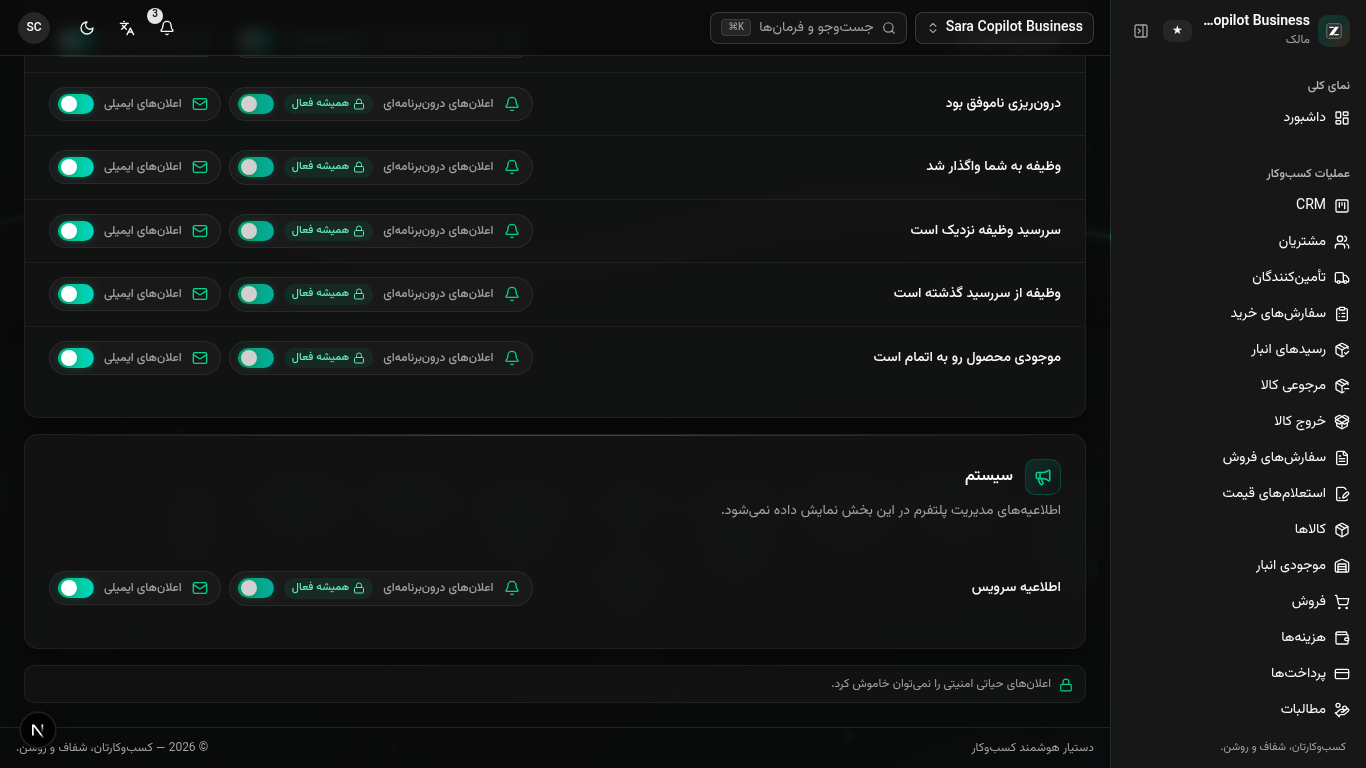 …opilot Business
مالک
نمای کلی
داشبورد
عملیات کسب‌وکار
CRM
مشتریان
تأمین‌کنندگان
سفارش‌های خرید
رسیدهای انبار
مرجوعی کالا
خروج کالا
سفارش‌های فروش
استعلام‌های قیمت
کالاها
موجودی انبار
فروش
هزینه‌ها
پرداخت‌ها
مطالبات
کسب‌وکارتان، شفاف و روشن.
Sara Copilot Business
جست‌وجو و فرمان‌ها ⌘K
3
SC
درون‌ریزی ناموفق بود
اعلان‌های درون‌برنامه‌ای همیشه فعال
اعلان‌های ایمیلی
وظیفه به شما واگذار شد
اعلان‌های درون‌برنامه‌ای همیشه فعال
اعلان‌های ایمیلی
سررسید وظیفه نزدیک است
اعلان‌های درون‌برنامه‌ای همیشه فعال
اعلان‌های ایمیلی
وظیفه از سررسید گذشته است
اعلان‌های درون‌برنامه‌ای همیشه فعال
اعلان‌های ایمیلی
موجودی محصول رو به اتمام است
اعلان‌های درون‌برنامه‌ای همیشه فعال
اعلان‌های ایمیلی
سیستم
اطلاعیه‌های مدیریت پلتفرم در این بخش نمایش داده نمی‌شود.
اطلاعیه سرویس
اعلان‌های درون‌برنامه‌ای همیشه فعال
اعلان‌های ایمیلی
اعلان‌های حیاتی امنیتی را نمی‌توان خاموش کرد.
دستیار هوشمند کسب‌وکار
© 2026 — کسب‌وکارتان، شفاف و روشن.
N